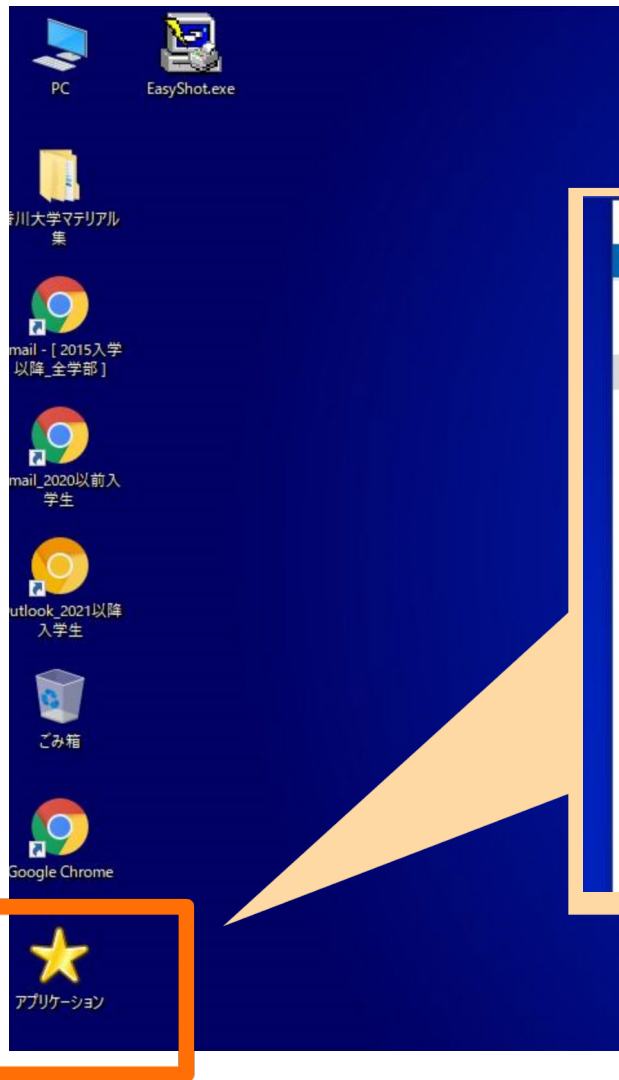 PC
EasyShot.exe
川大学マテリアル
集
mail - [ 2015入学
以降_全学部 ]
mail_2020以前入
学生
utlook_2021以降
入学生
ごみ箱
Google Chrome
アプリケーション